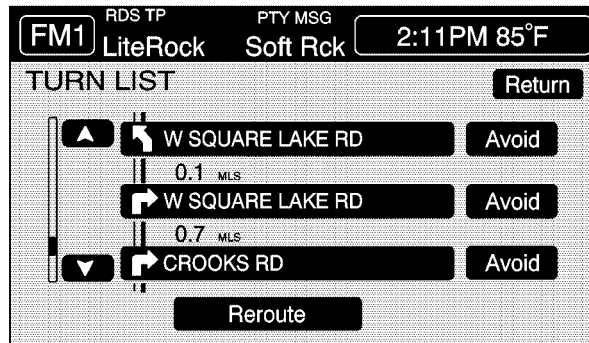 RDS TP PTY MSG
FM1 LiteRock Soft Rck 2:11PM 85°F
TURN LIST Return
W SQUARE LAKE RD Avoid
0.1 MLS
W SQUARE LAKE RD Avoid
0.7 MLS
CROOKS RD Avoid
Reroute